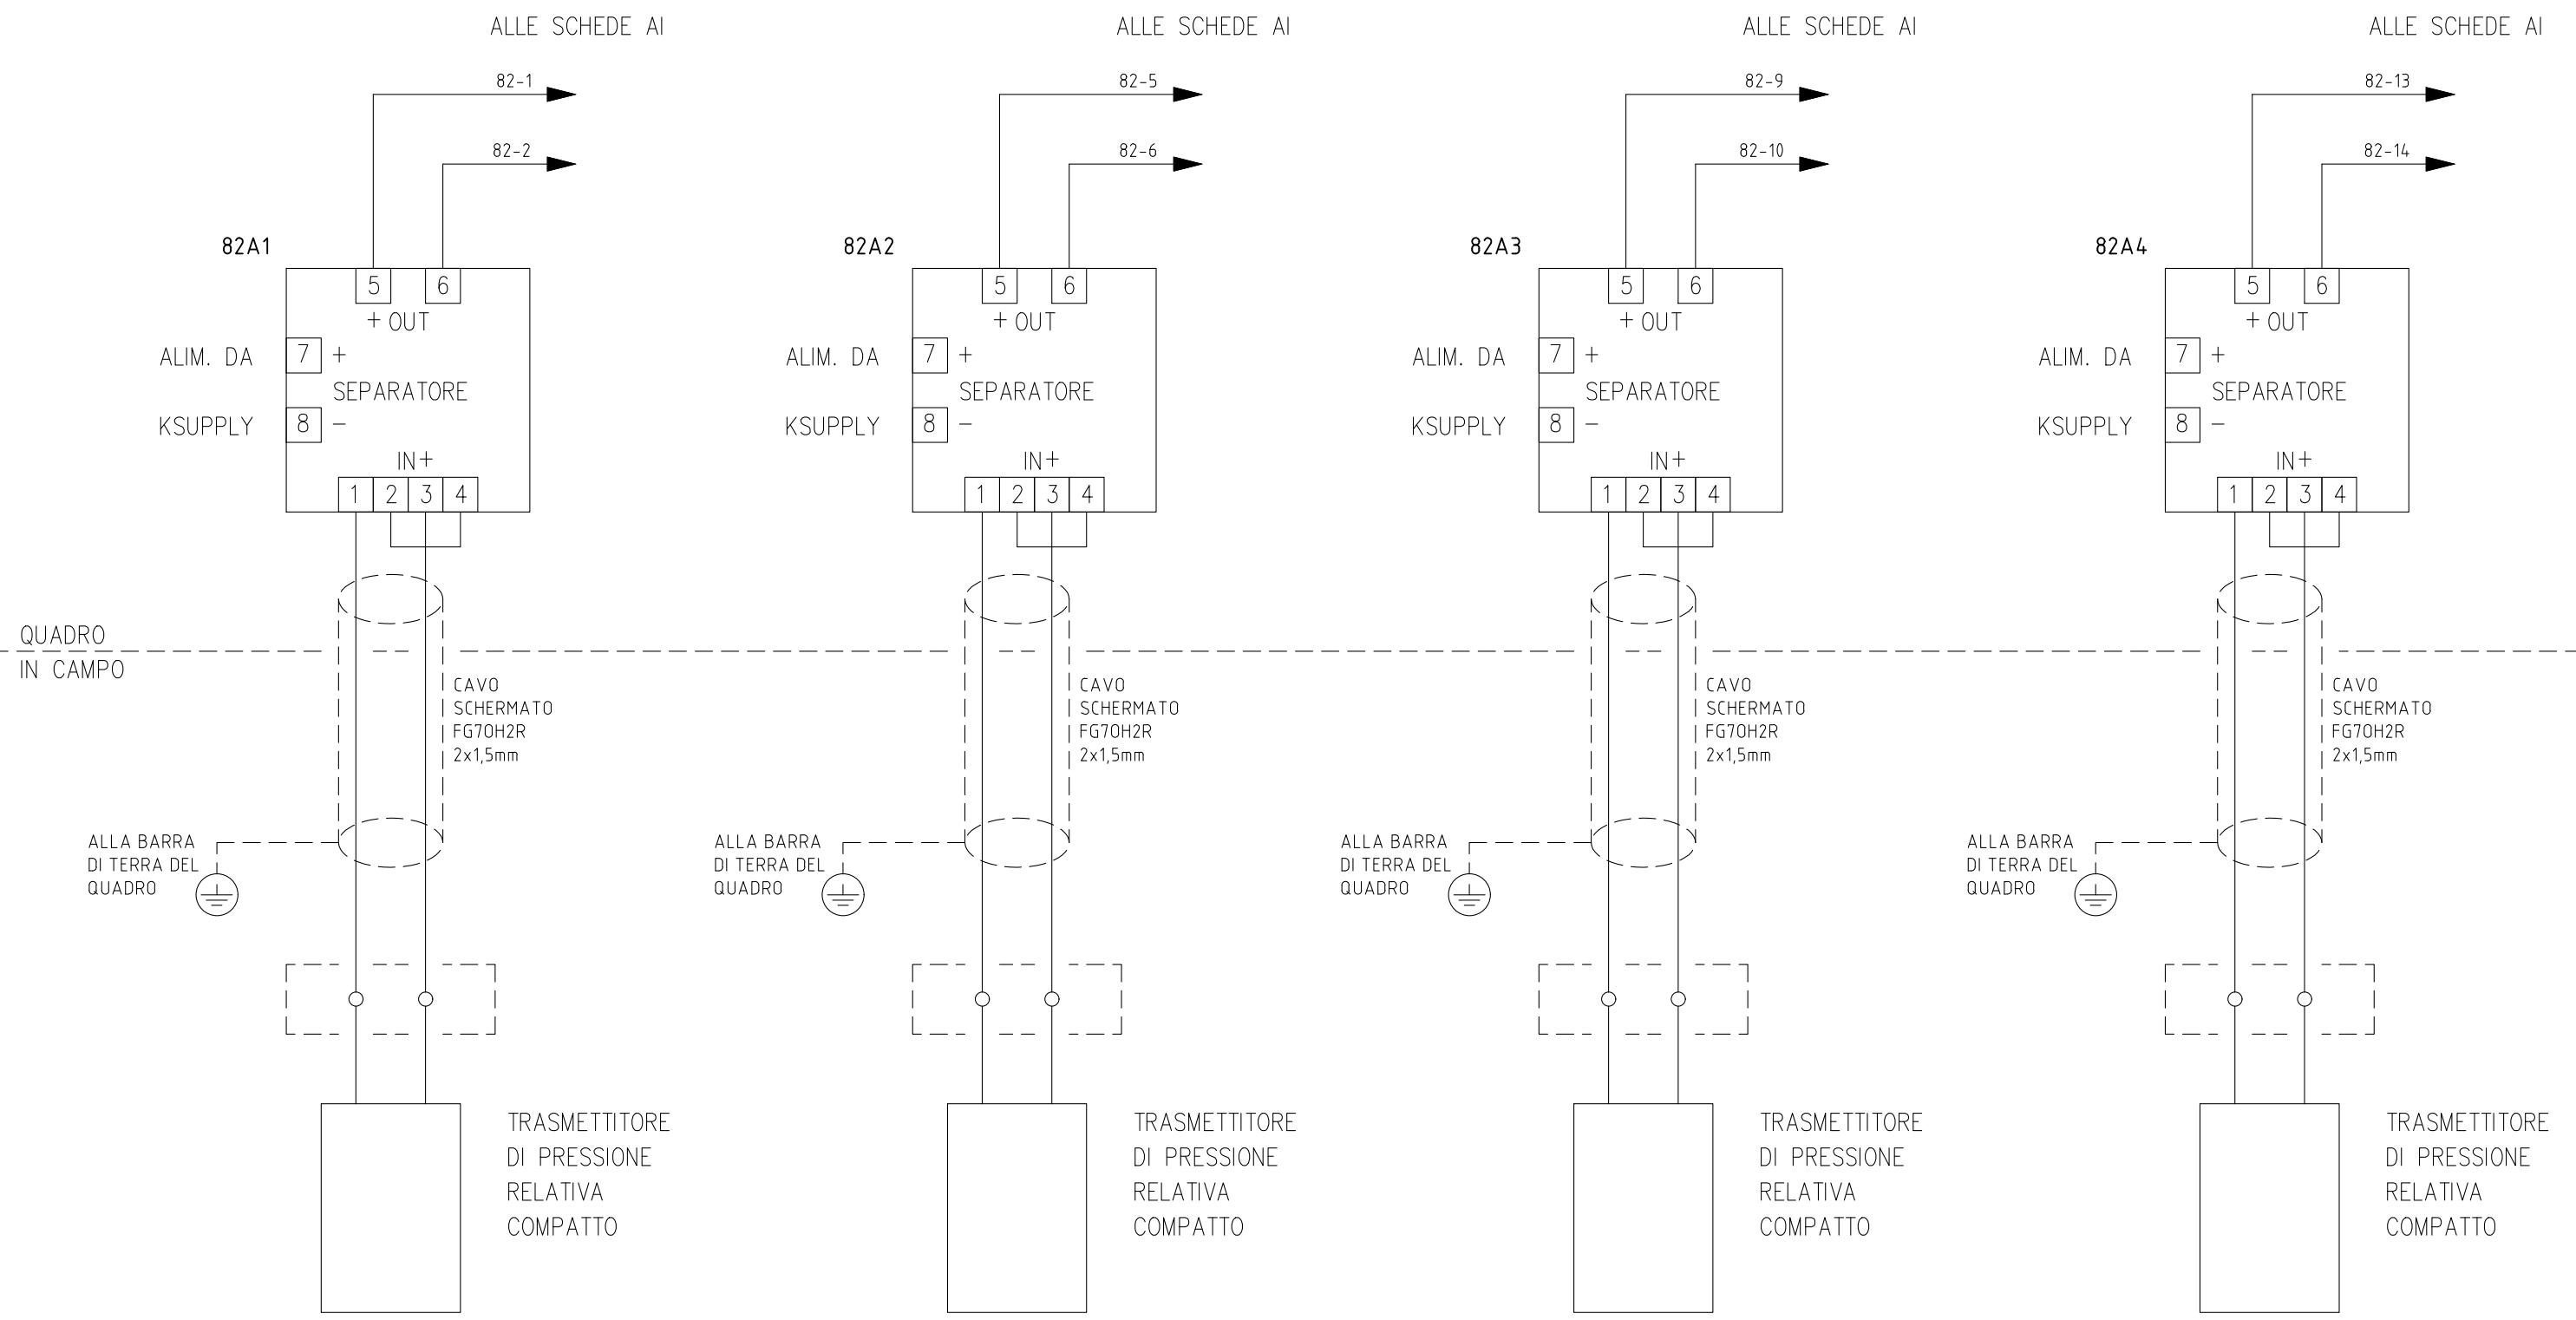 ALLE SCHEDE AI
82-1
82-2
82A1
5 6
+ OUT
ALIM. DA 7 +
SEPARATORE
KSUPPLY 8 -
IN+
1 2 3 4
ALLE SCHEDE AI
82-5
82-6
82A2
5 6
+ OUT
ALIM. DA 7 +
SEPARATORE
KSUPPLY 8 -
IN+
1 2 3 4
ALLE SCHEDE AI
82-9
82-10
82A3
5 6
+ OUT
ALIM. DA 7 +
SEPARATORE
KSUPPLY 8 -
IN+
1 2 3 4
ALLE SCHEDE AI
82-13
82-14
82A4
5 6
+ OUT
ALIM. DA 7 +
SEPARATORE
KSUPPLY 8 -
IN+
1 2 3 4
QUADRO
IN CAMPO
CAVO
SCHERMATO
FG7OH2R
2x1,5mm
ALLA BARRA
DI TERRA DEL
QUADRO
TRASMETTITORE
DI PRESSIONE
RELATIVA
COMPATTO
CAVO
SCHERMATO
FG7OH2R
2x1,5mm
ALLA BARRA
DI TERRA DEL
QUADRO
TRASMETTITORE
DI PRESSIONE
RELATIVA
COMPATTO
CAVO
SCHERMATO
FG7OH2R
2x1,5mm
ALLA BARRA
DI TERRA DEL
QUADRO
TRASMETTITORE
DI PRESSIONE
RELATIVA
COMPATTO
CAVO
SCHERMATO
FG7OH2R
2x1,5mm
ALLA BARRA
DI TERRA DEL
QUADRO
TRASMETTITORE
DI PRESSIONE
RELATIVA
COMPATTO